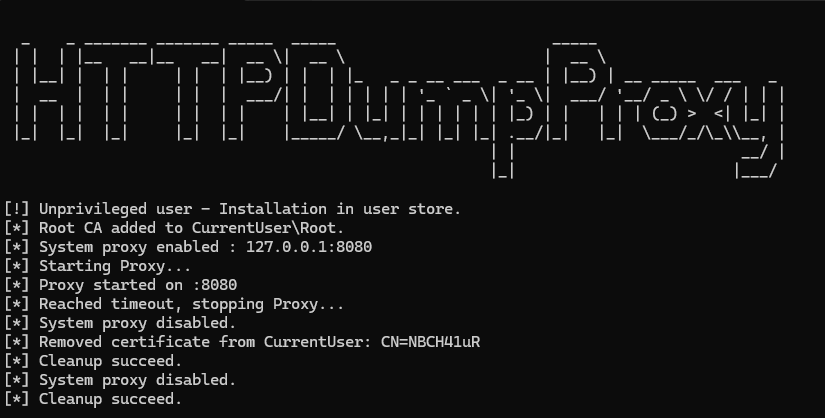 HTTPDumpProxy
[!] Unprivileged user — Installation in user store.
[*] Root CA added to CurrentUser\Root.
[*] System proxy enabled : 127.0.0.1:8080
[*] Starting Proxy...
[*] Proxy started on :8080
[*] Reached timeout, stopping Proxy...
[*] System proxy disabled.
[*] Removed certificate from CurrentUser: CN=NBCH41uR
[*] Cleanup succeed.
[*] System proxy disabled.
[*] Cleanup succeed.